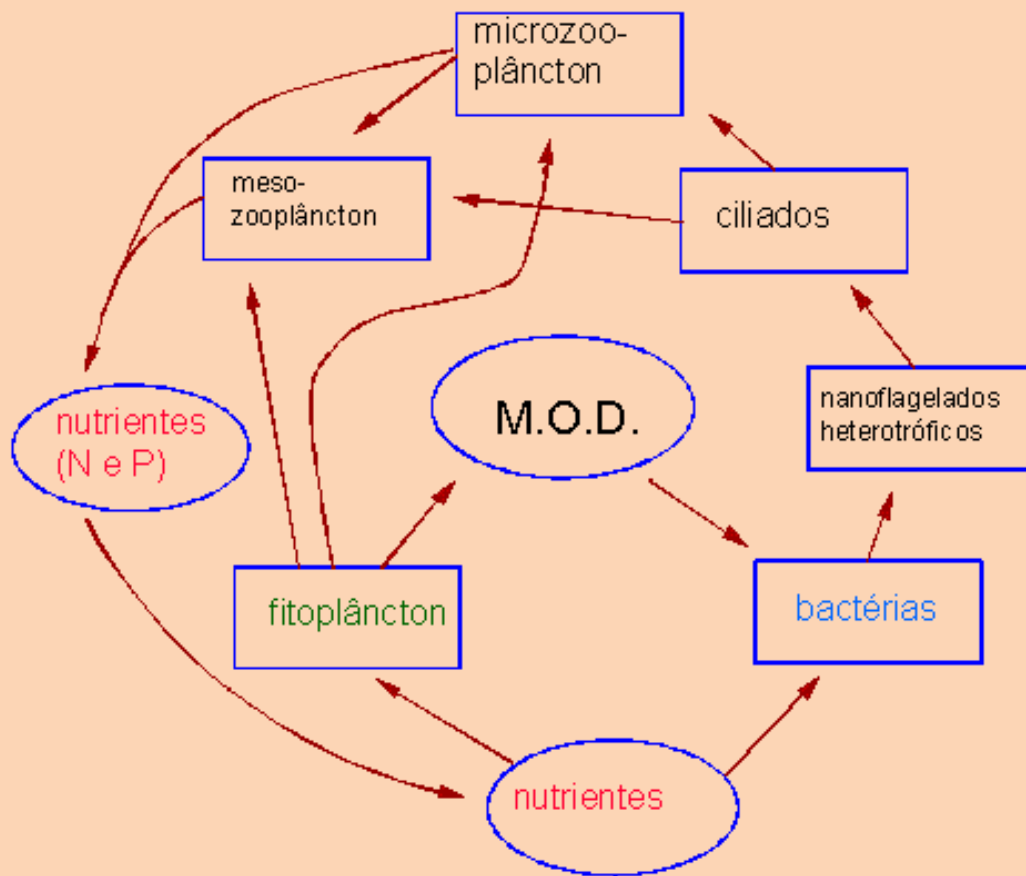 microzoo-
plâncton
meso-
zooplâncton
ciliados
nutrientes
(N e P)
M.O.D.
nanoflagelados
heterotróficos
fitoplâncton
bactérias
nutrientes